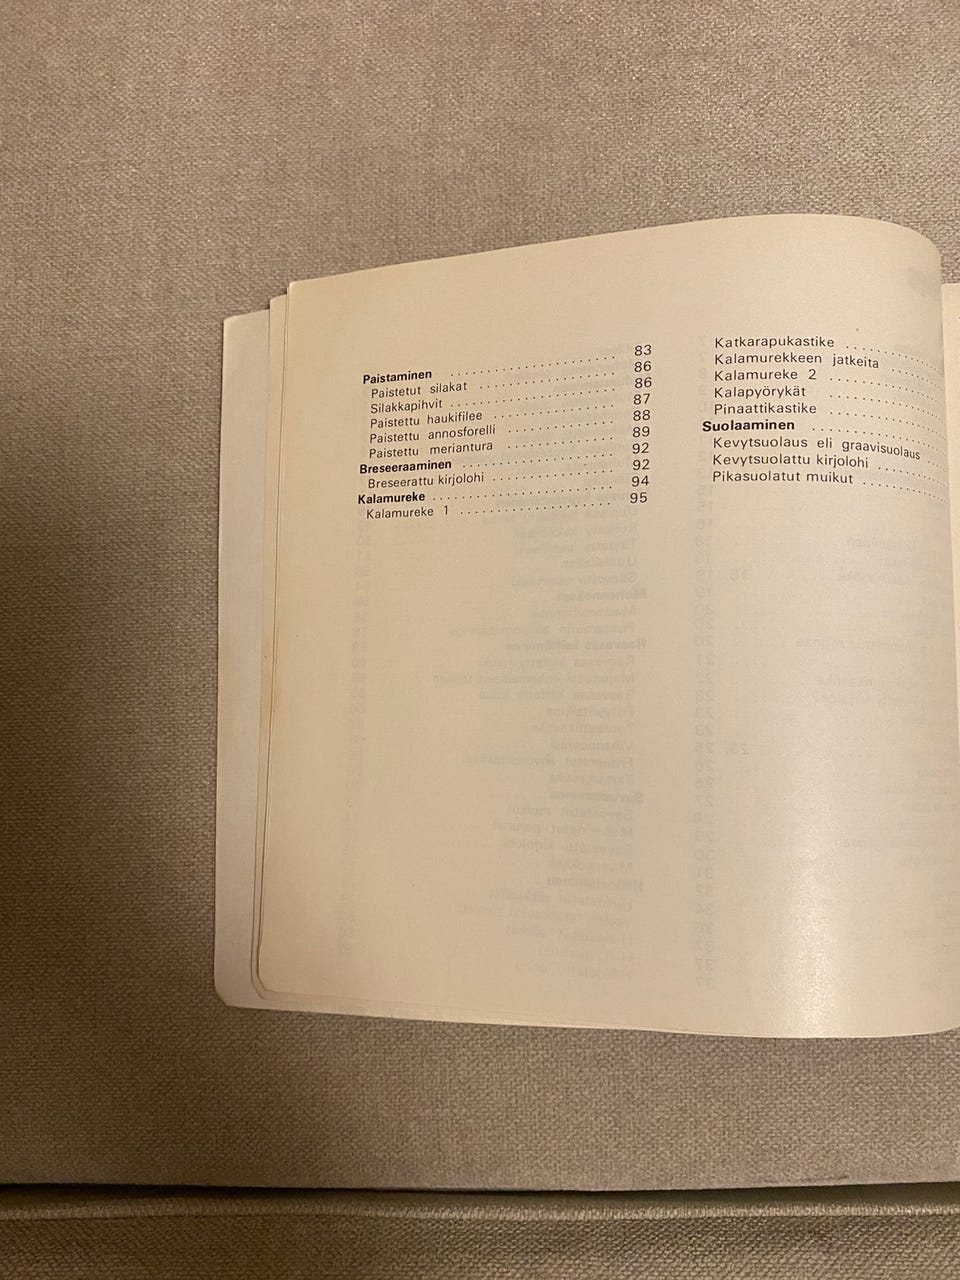 Paistaminen . . . . . . . . . . . . . . . . . 83
Paistetut silakat . . . . . . . . . . . . . . 86
Silakkapihvit . . . . . . . . . . . . . . . . . 86
Paistettu haukifilee . . . . . . . . . . . . 87
Paistettu annosforelli . . . . . . . . . . . 88
Paistettu meriantura . . . . . . . . . . . . 89
Breseeraaminen . . . . . . . . . . . . . . . 92
Breseerattu kirjolohi . . . . . . . . . . . . 92
Kalamureke . . . . . . . . . . . . . . . . . . 94
Kalamureke 1 . . . . . . . . . . . . . . . . 95
Katkarapukastike . . . . . . . . .
Kalamurekkeen jatkeita . . . . .
Kalamureke 2 . . . . . . . . . . .
Kalapyörykät . . . . . . . . . . . .
Pinaattikastike . . . . . . . . . . .
Suolaaminen . . . . . . . . . . . .
Kevytsuolaus eli graavisuolaus . .
Kevytsuolattu kirjolohi . . . . . .
Pikasuolatut muikut . . . . . . . .